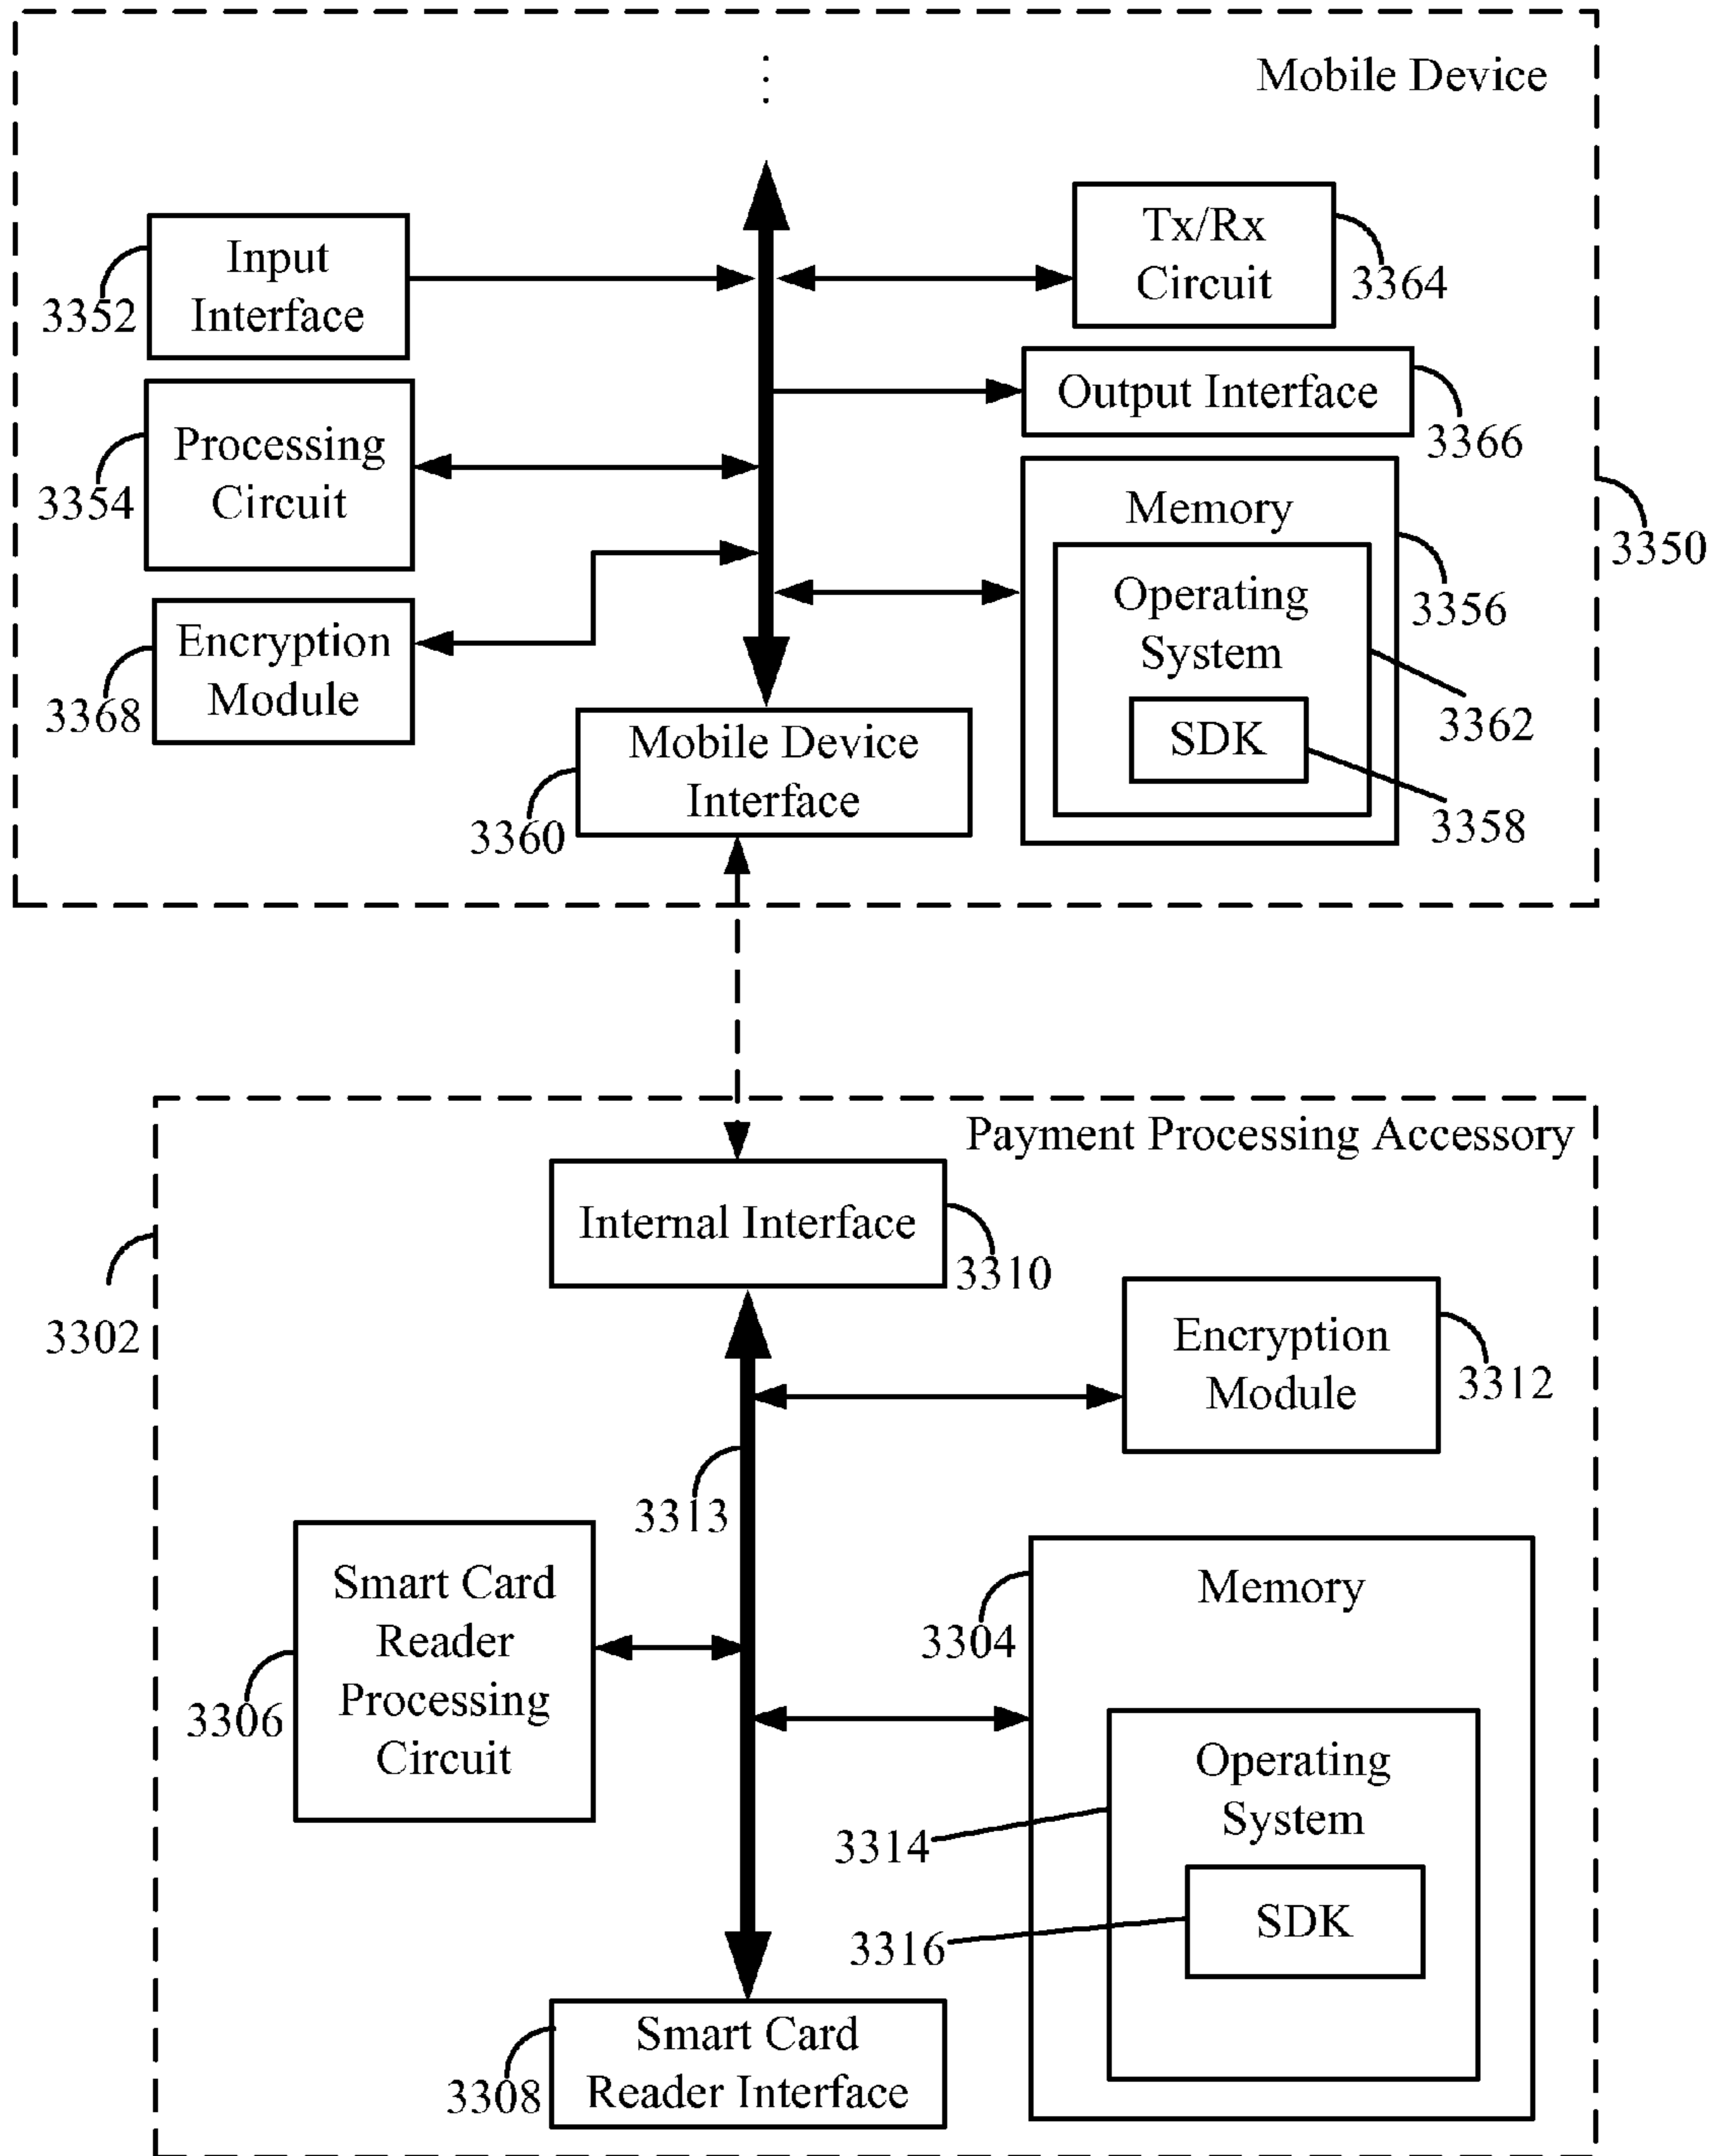 Mobile Device
Input
Interface
3352
Tx/Rx
Circuit
3364
Output Interface
3366
Processing
Circuit
3354
Memory
3356
3350
Operating
System
3362
SDK
3358
Encryption
Module
3368
Mobile Device
Interface
3360
Payment Processing Accessory
Internal Interface
3310
3302
Encryption
Module
3312
3313
Smart Card
Reader
Processing
Circuit
3306
Memory
3304
Operating
System
3314
SDK
3316
Smart Card
Reader Interface
3308